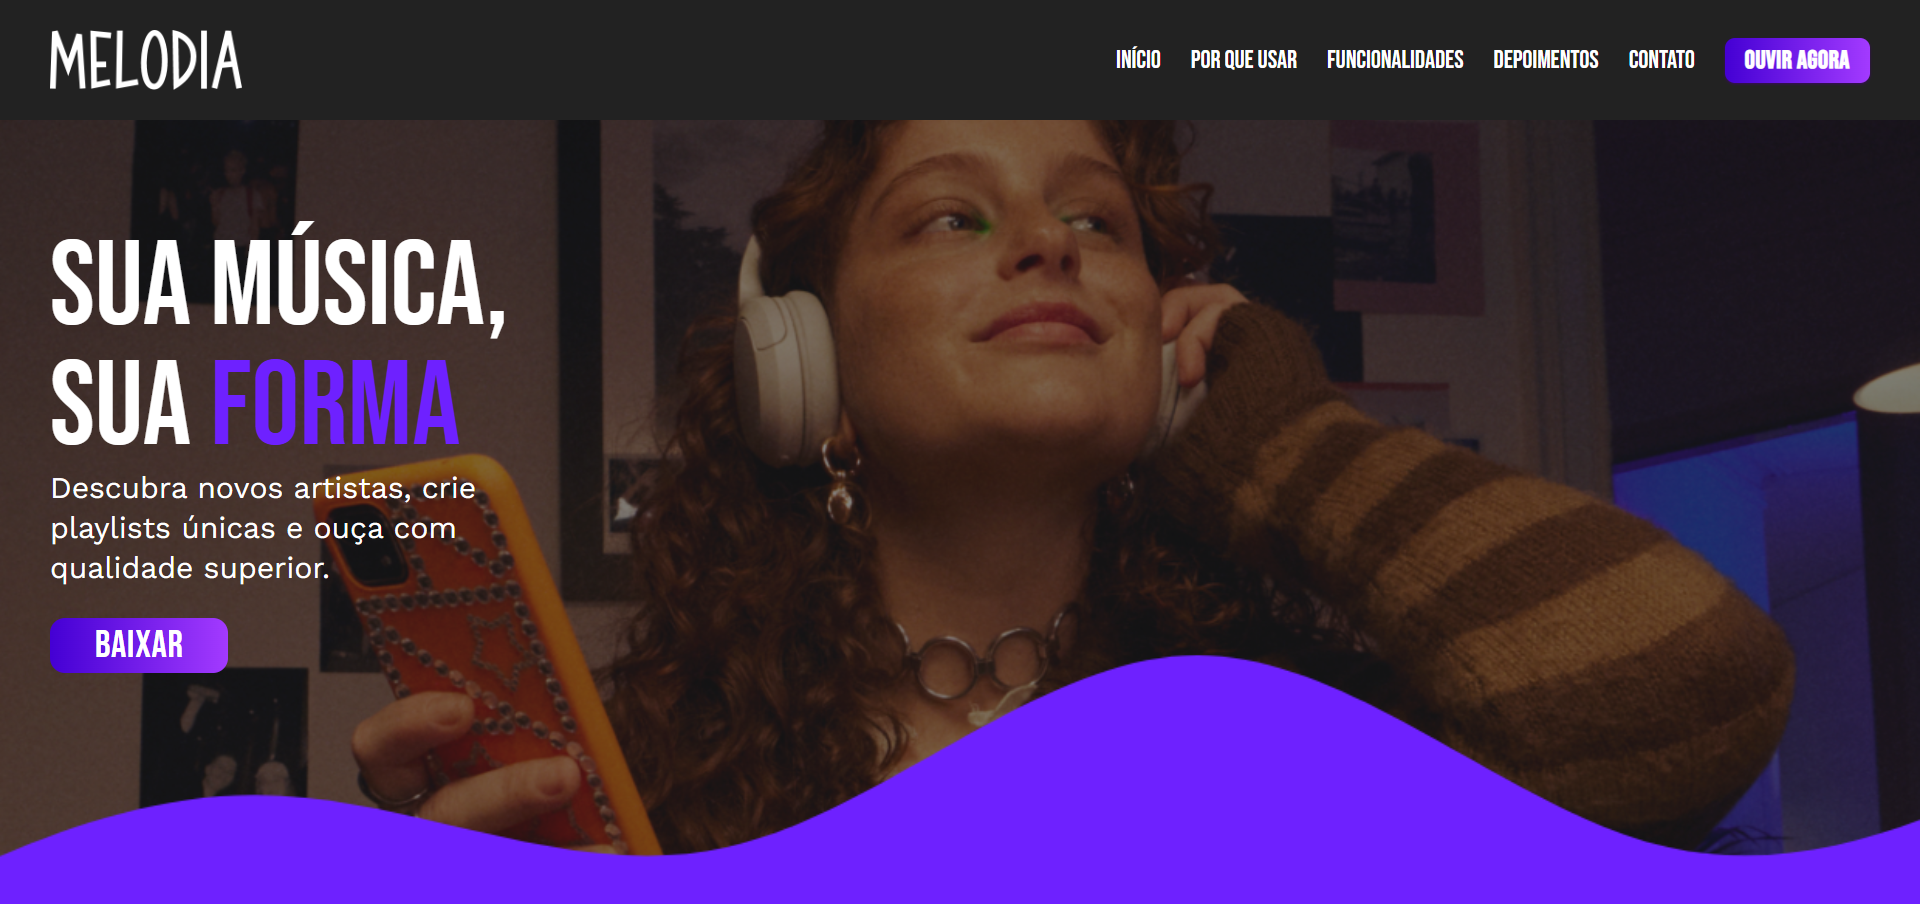 MELODIA
INÍCIO POR QUE USAR FUNCIONALIDADES DEPOIMENTOS CONTATO OUVIR AGORA
SUA MÚSICA,
SUA FORMA
Descubra novos artistas, crie
playlists únicas e ouça com
qualidade superior.
BAIXAR